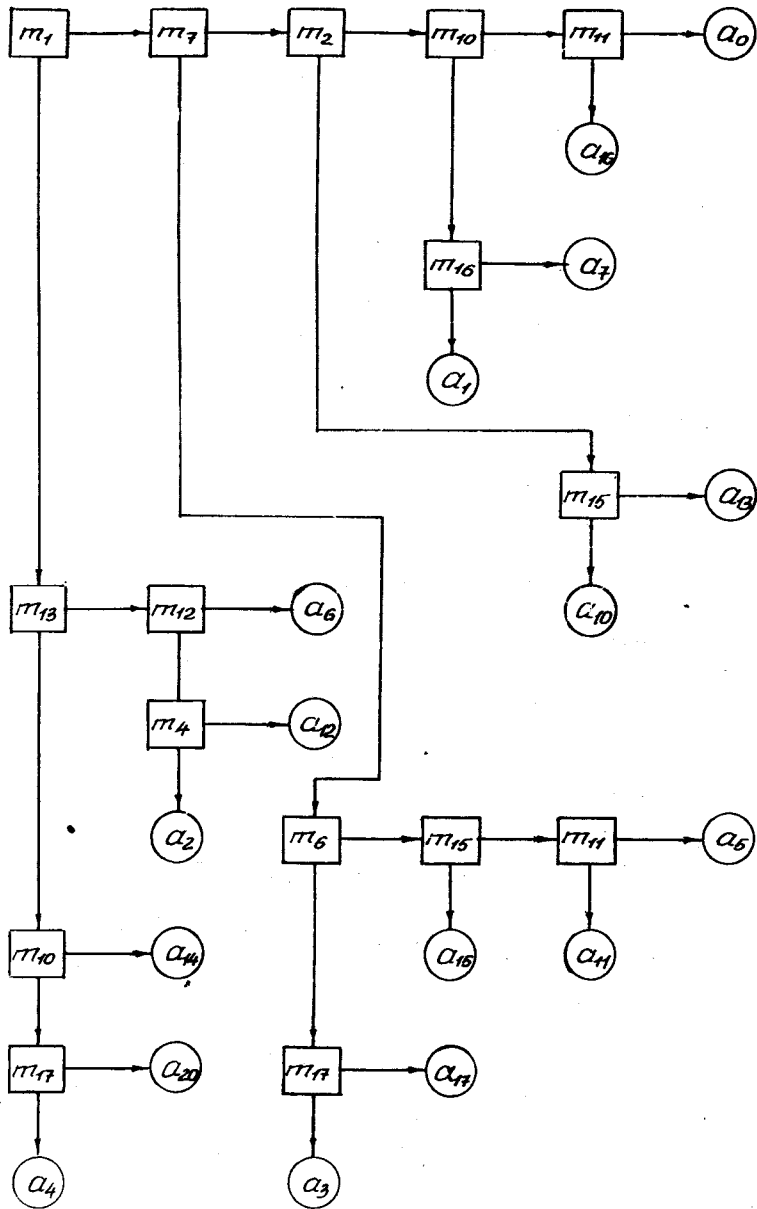 m₁ m₇ m₂ m₁₀ m₁₁ a₀
a₁₆
m₁₆ a₇
a₁
m₁₅ a₁₃
m₁₃ m₁₂ a₆ a₁₀
m₄ a₁₂
a₂ m₆ m₁₅ m₁₁ a₅
m₁₀ a₁₄ a₁₅ a₁₁
m₁₇ a₂₀ m₁₇ a₁₇
a₄ a₃